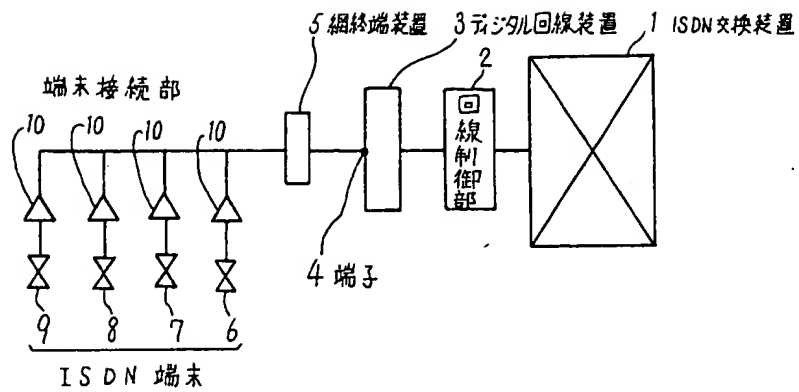 5 網終端装置
3 ディジタル回線装置
1 ISDN交換装置
2
回線制御部
端末接続部
10
10
10
10
4 端子
9
8
7
6
ISDN 端末